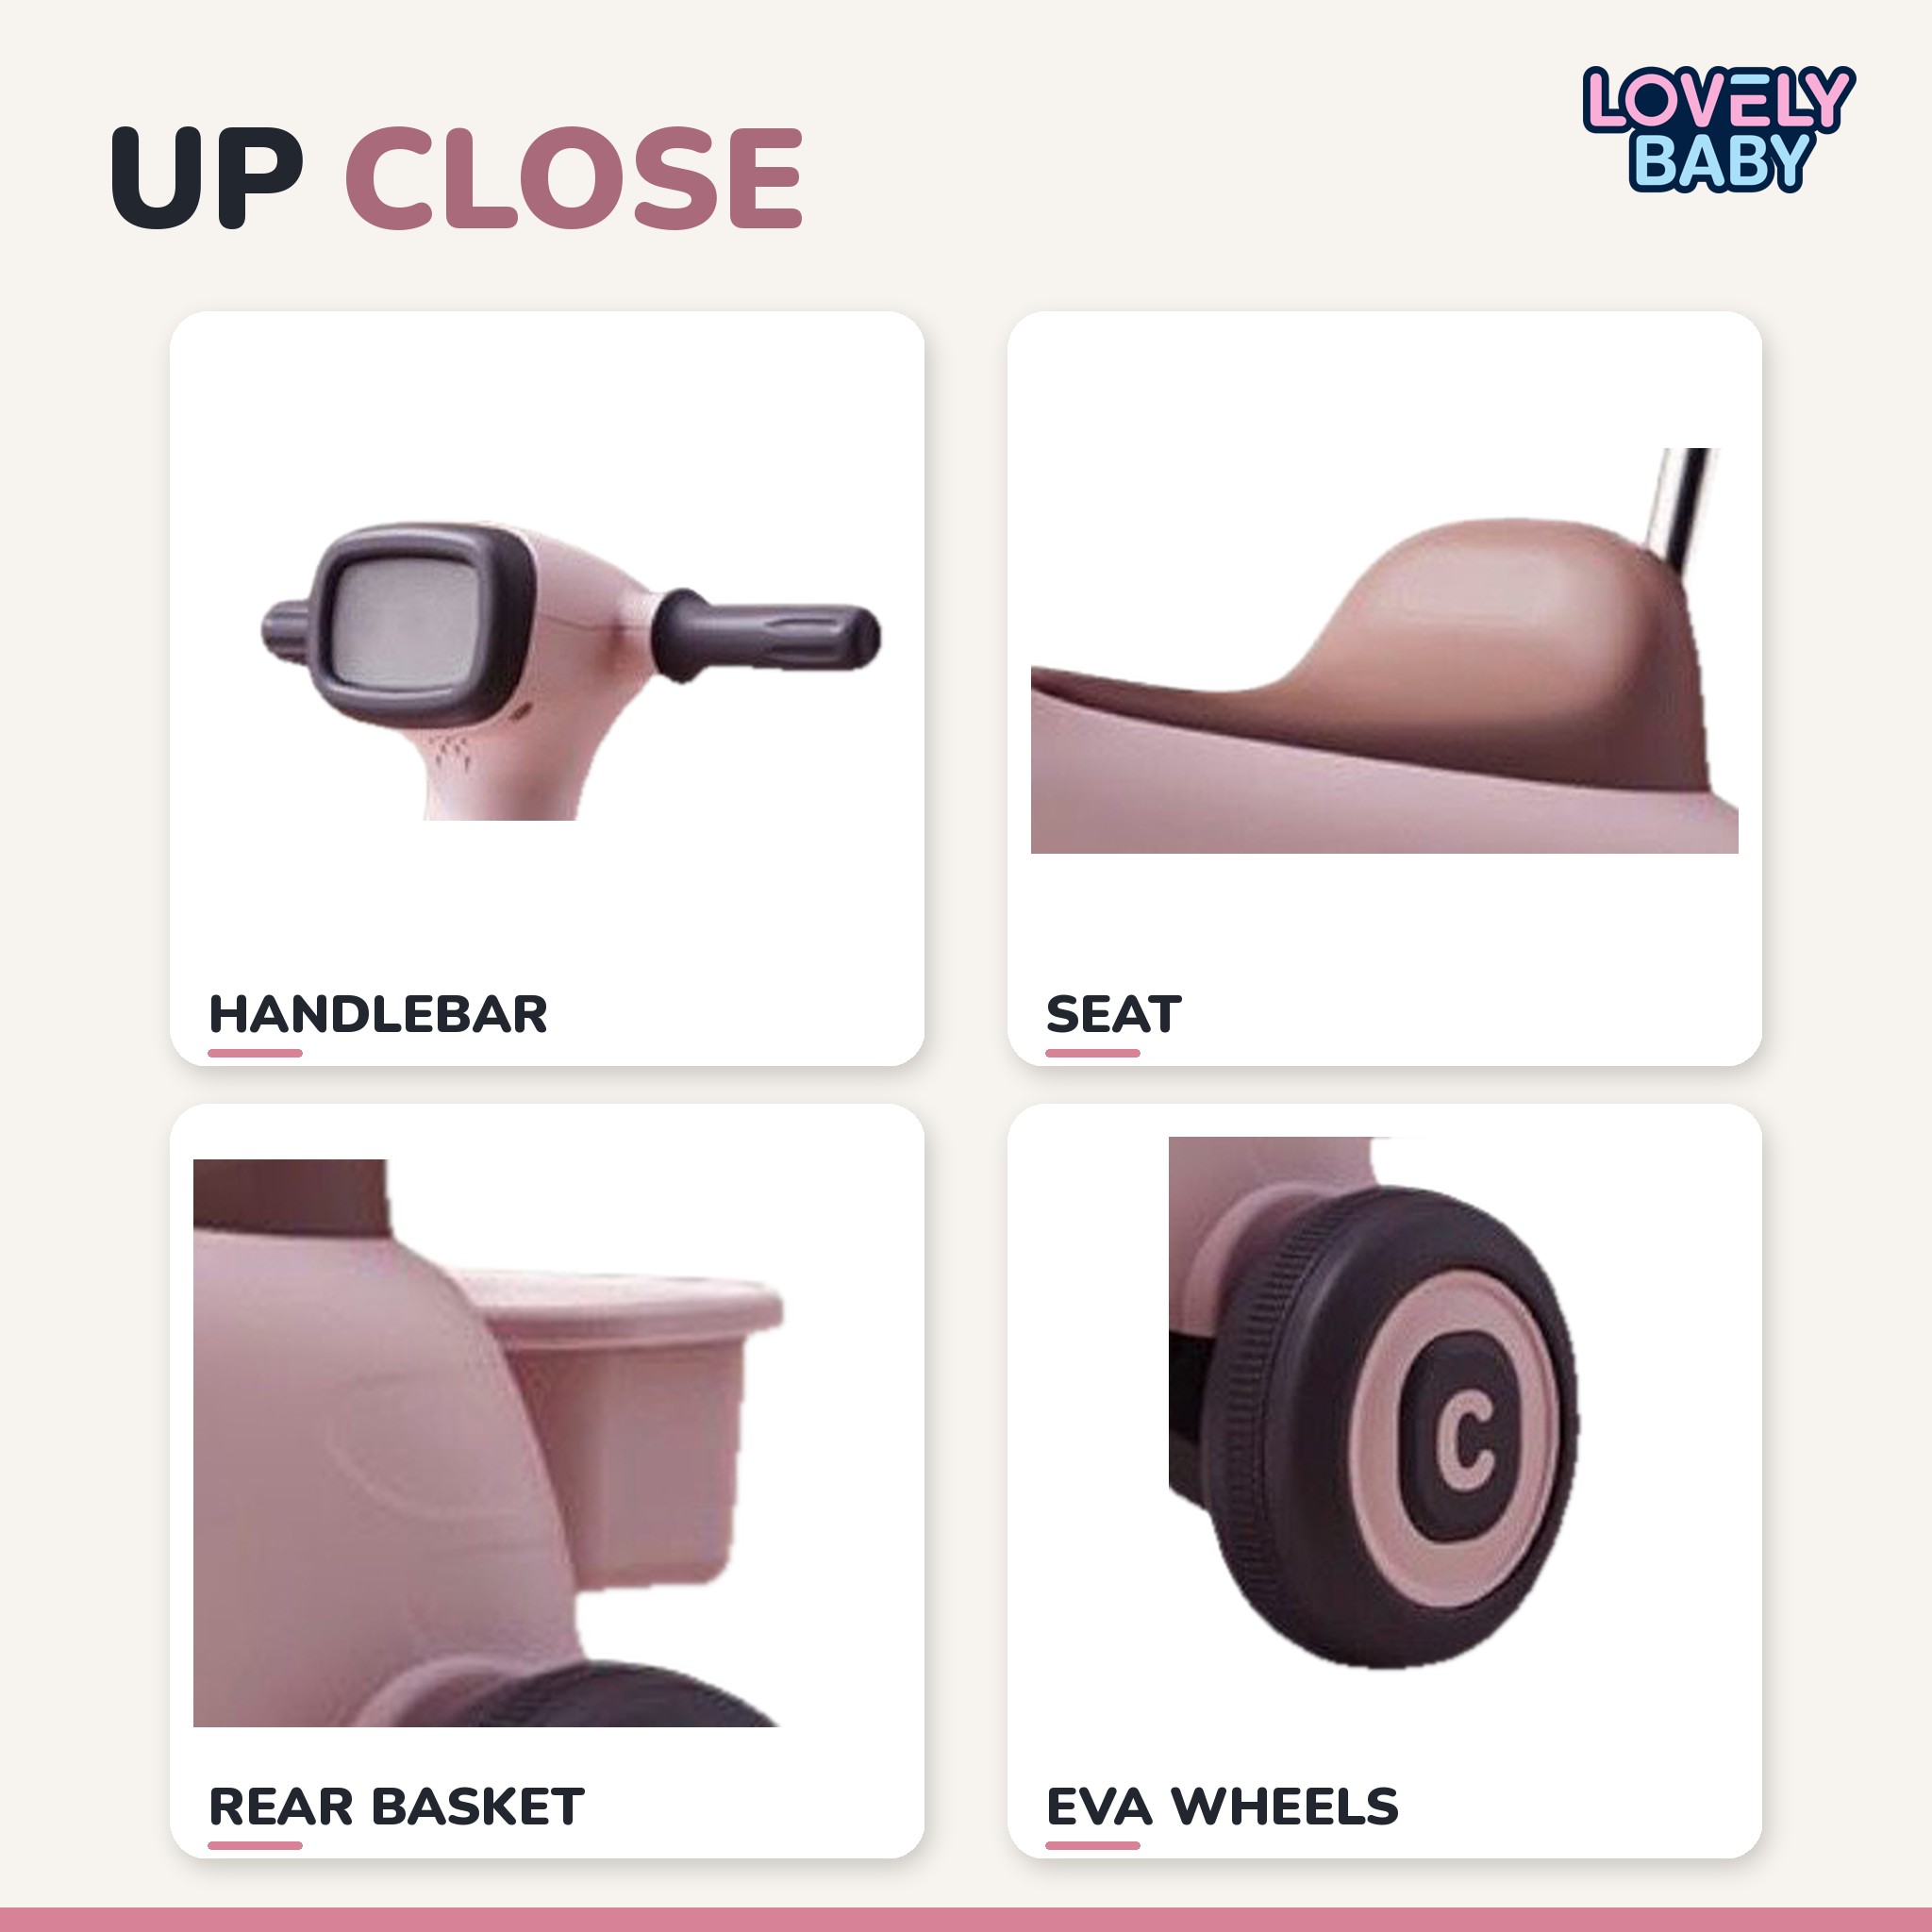 UP CLOSE
LOVELY
BABY
HANDLEBAR
SEAT
REAR BASKET
EVA WHEELS
C